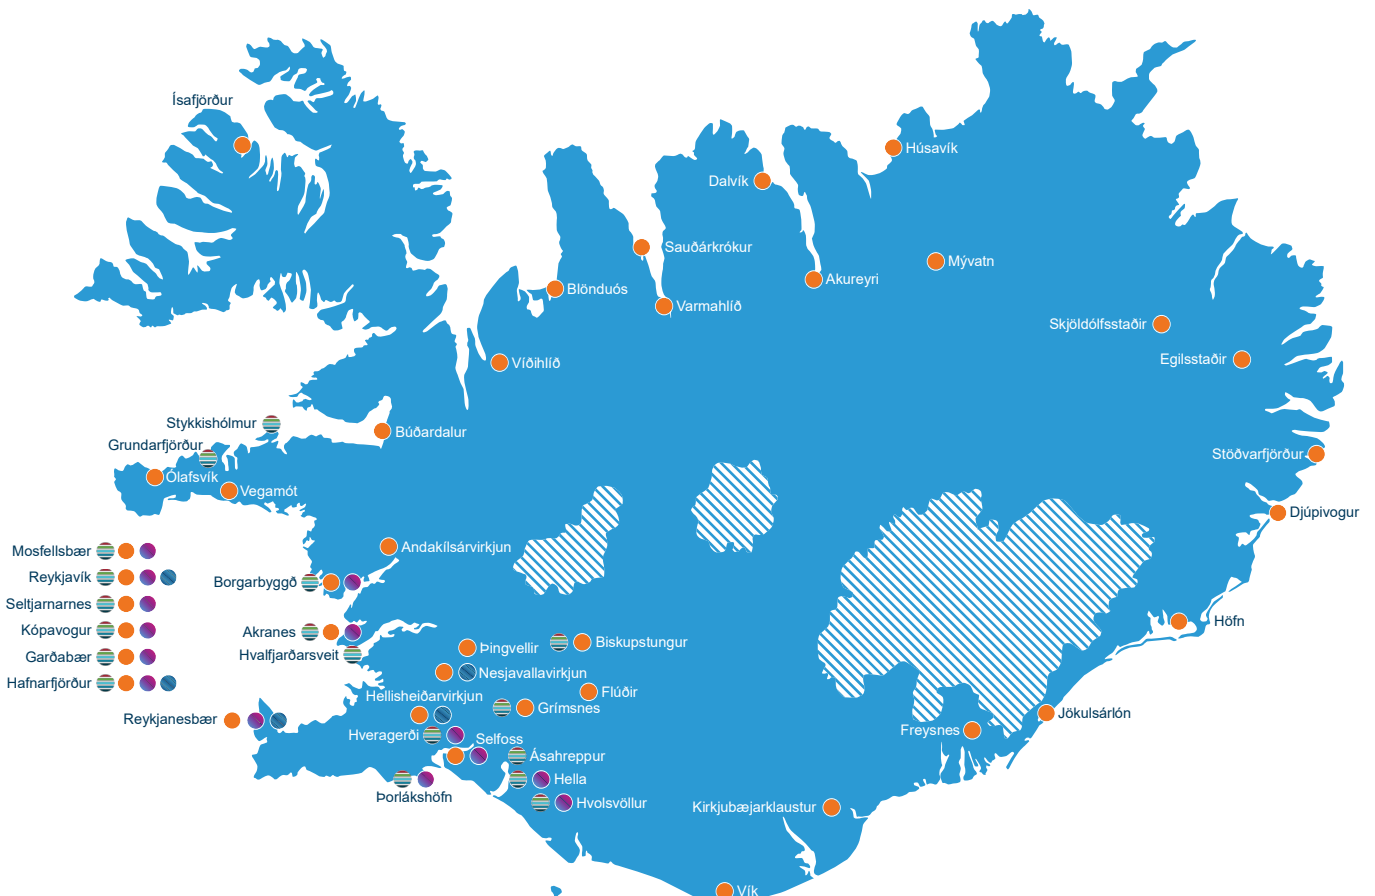 Ísafjörður
Húsavík
Dalvík
Sauðárkrókur
Mývatn
Akureyri
Blönduós
Varmahlíð
Skjöldólfsstaðir
Egilsstaðir
Víðihlíð
Stykkishólmur
Búðardalur
Grundarfjörður
Stöðvarfjörður
Ólafsvík
Vegamót
Djúpivogur
Andakílsárvirkjun
Mosfellsbær
Reykjavík
Borgarbyggð
Seltjarnarnes
Höfn
Kópavogur
Akranes
Biskupstungur
Þingvellir
Hvalfjarðarsveit
Garðabær
Nesjavallavirkjun
Hafnarfjörður
Flúðir
Hellisheiðarvirkjun
Grímsnes
Jökulsárlón
Reykjanesbær
Freysnes
Hveragerði
Selfoss
Ásahreppur
Hella
Þorlákshöfn
Hvolsvöllur
Kirkjubæjarklaustur
Vík